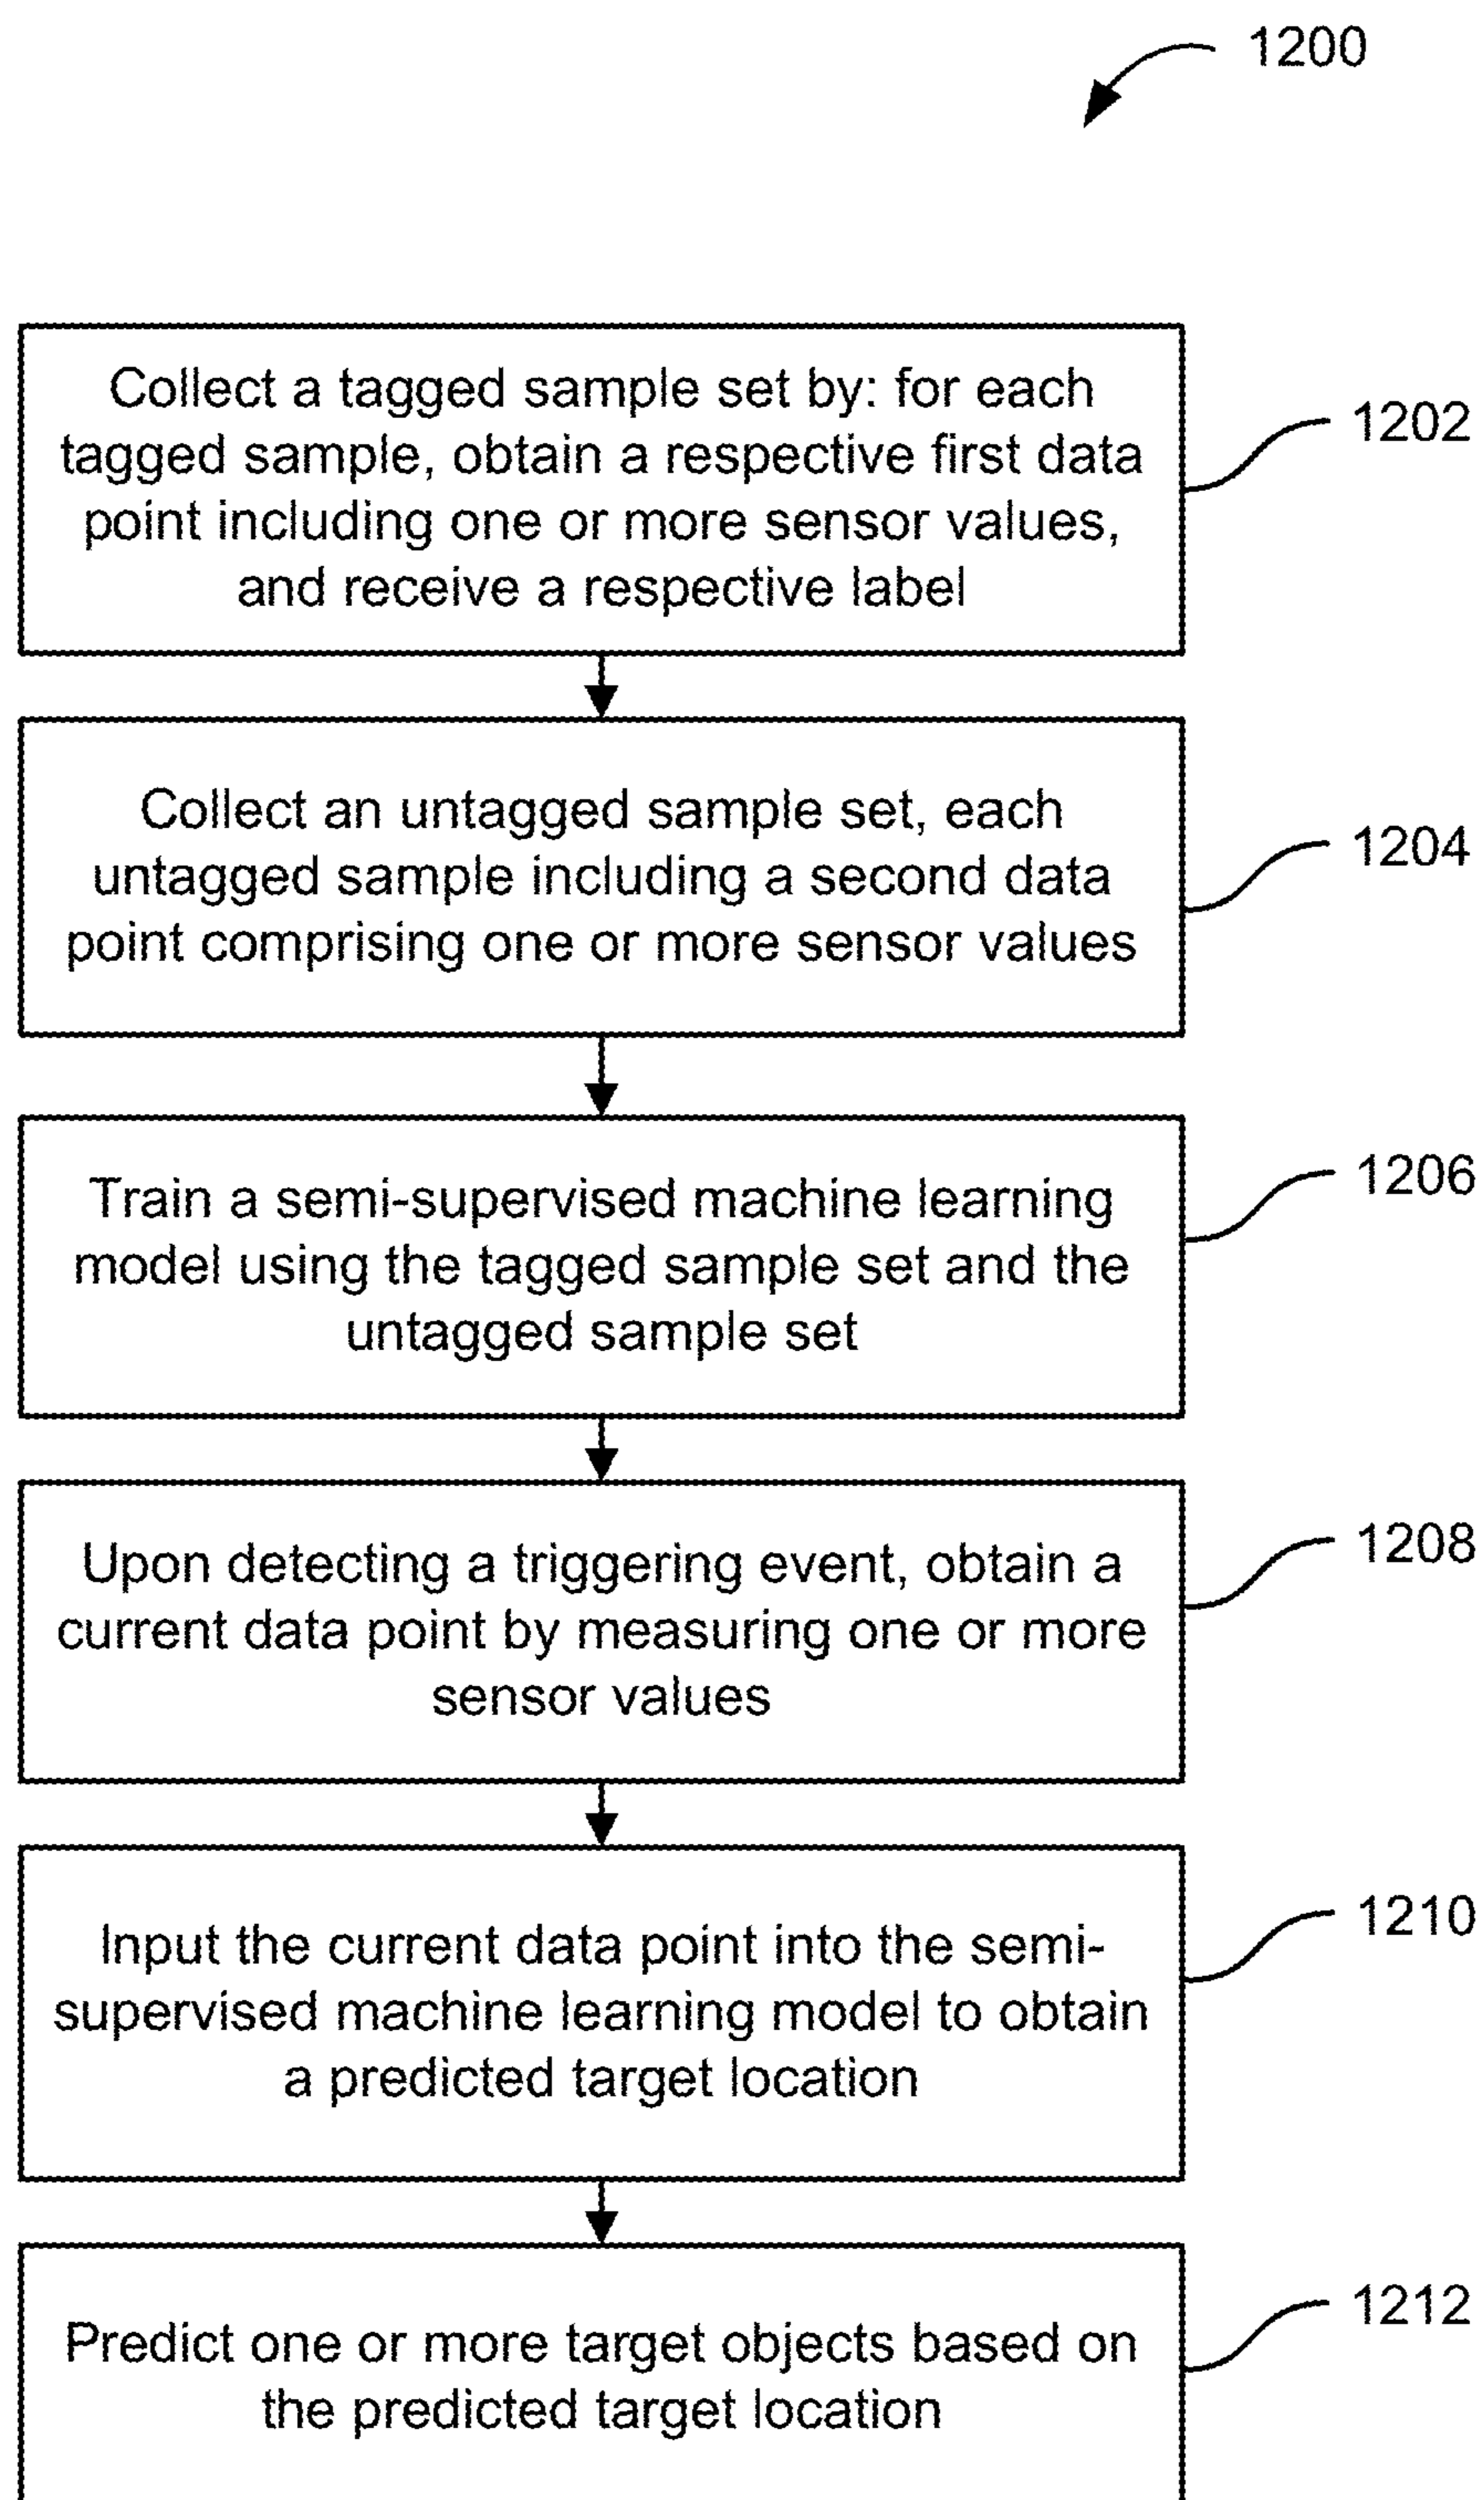 1200
Collect a tagged sample set by: for each
tagged sample, obtain a respective first data
point including one or more sensor values,
and receive a respective label
1202
Collect an untagged sample set, each
untagged sample including a second data
point comprising one or more sensor values
1204
Train a semi-supervised machine learning
model using the tagged sample set and the
untagged sample set
1206
Upon detecting a triggering event, obtain a
current data point by measuring one or more
sensor values
1208
Input the current data point into the semi-
supervised machine learning model to obtain
a predicted target location
1210
Predict one or more target objects based on
the predicted target location
1212